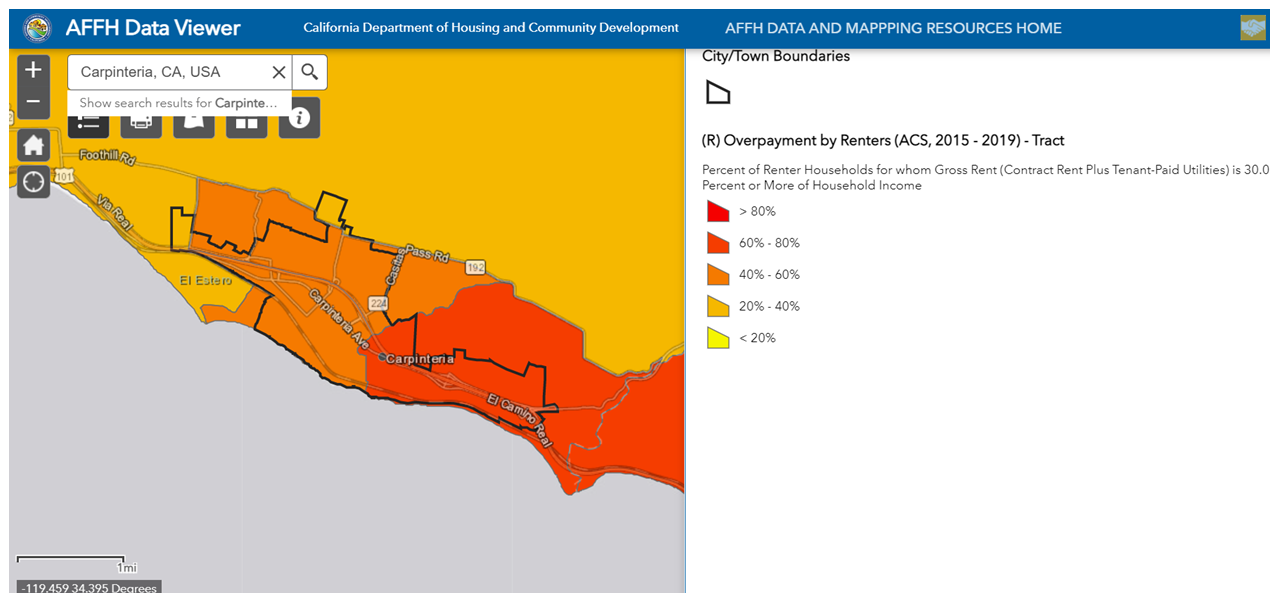 AFFH Data Viewer
California Department of Housing and Community Development
AFFH DATA AND MAPPPING RESOURCES HOME
+
Carpinteria, CA, USA
−
Show search results for Carpinte...
Foothill Rd
101
Via Real
El Estero
Casitas Pass Rd
192
224
Carpinteria Ave
Carpinteria
El Camino Real
1mi
-119.459 34.395 Degrees
City/Town Boundaries
(R) Overpayment by Renters (ACS, 2015 - 2019) - Tract
Percent of Renter Households for whom Gross Rent (Contract Rent Plus Tenant-Paid Utilities) is 30.0
Percent or More of Household Income
> 80%
60% - 80%
40% - 60%
20% - 40%
< 20%